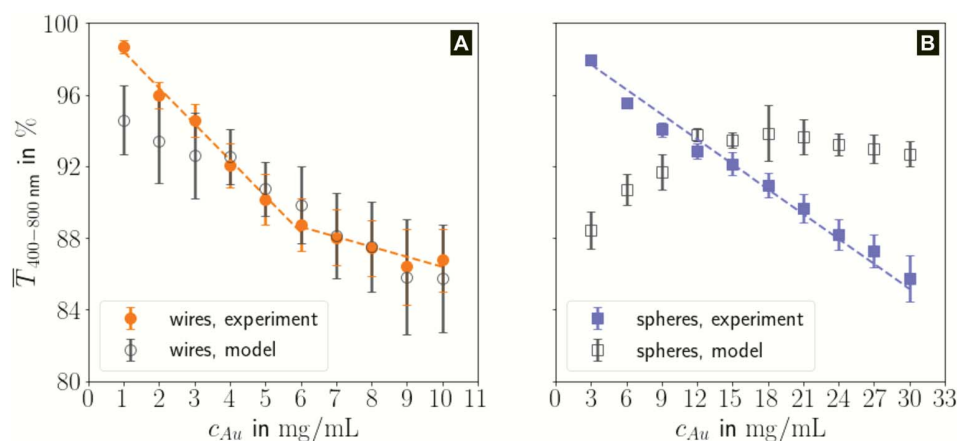 100
96
92
88
84
80
T̅ 400−800 nm in %
A
wires, experiment
wires, model
0 1 2 3 4 5 6 7 8 9 10 11
c_Au in mg/mL
B
spheres, experiment
spheres, model
0 3 6 9 12 15 18 21 24 27 30 33
c_Au in mg/mL